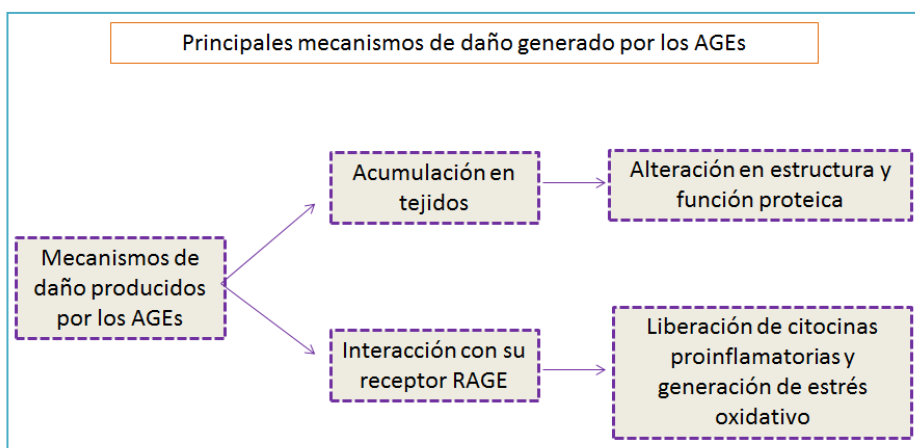 Principales mecanismos de daño generado por los AGEs
Acumulación en
tejidos
Alteración en estructura y
función proteica
Mecanismos de
daño producidos
por los AGEs
Interacción con su
receptor RAGE
Liberación de citocinas
proinflamatorias y
generación de estrés
oxidativo